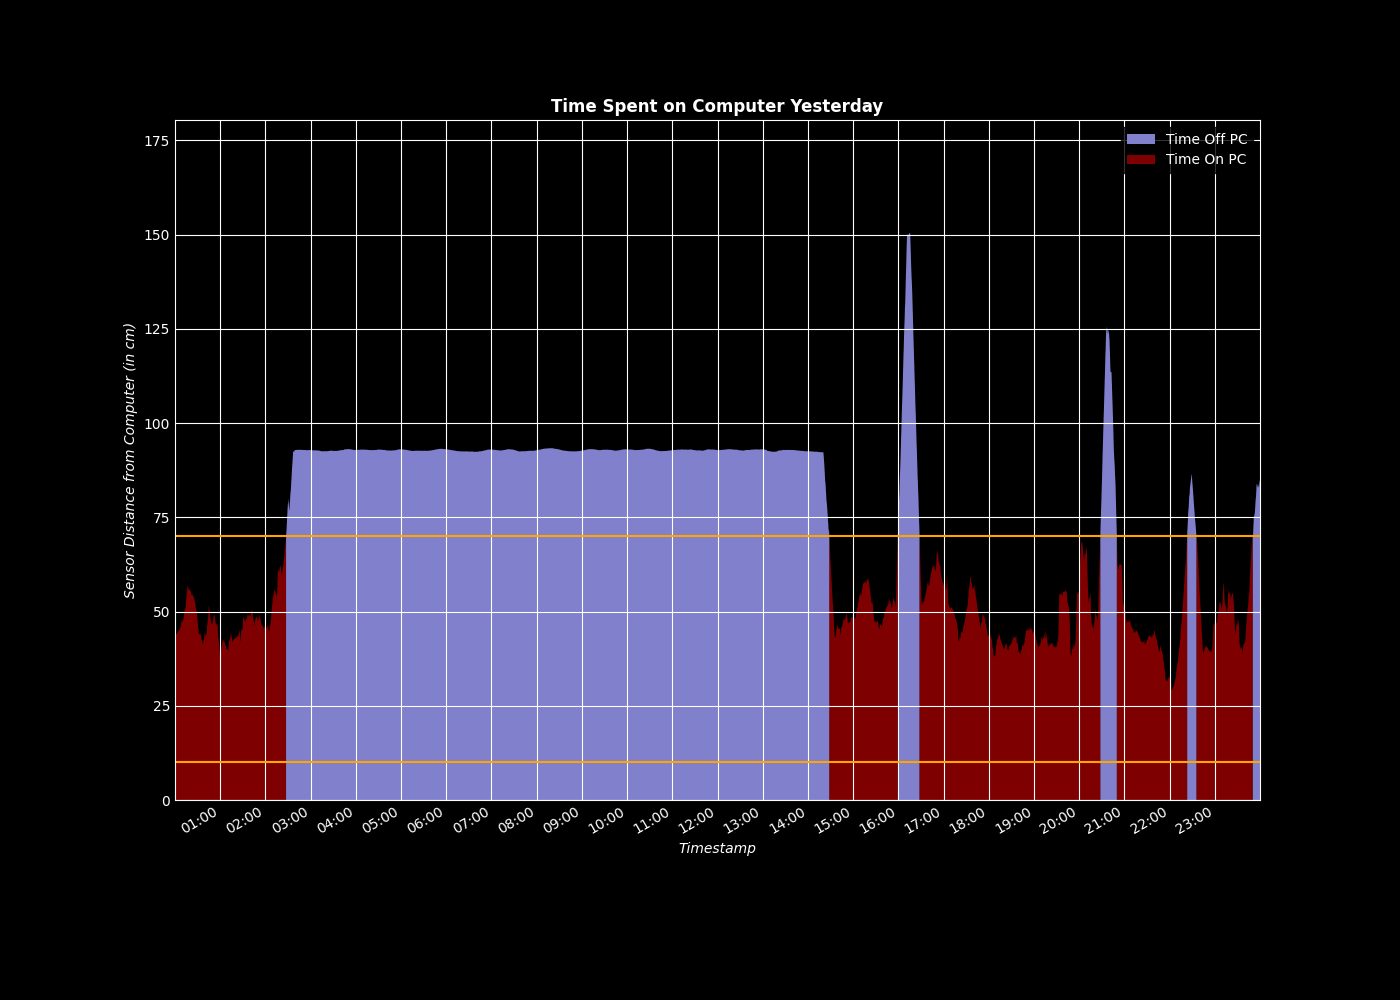 Time Spent on Computer Yesterday
Time Off PC
Time On PC
175
150
125
100
75
50
25
0
Sensor Distance from Computer (in cm)
01:00 02:00 03:00 04:00 05:00 06:00 07:00 08:00 09:00 10:00 11:00 12:00 13:00 14:00 15:00 16:00 17:00 18:00 19:00 20:00 21:00 22:00 23:00
Timestamp